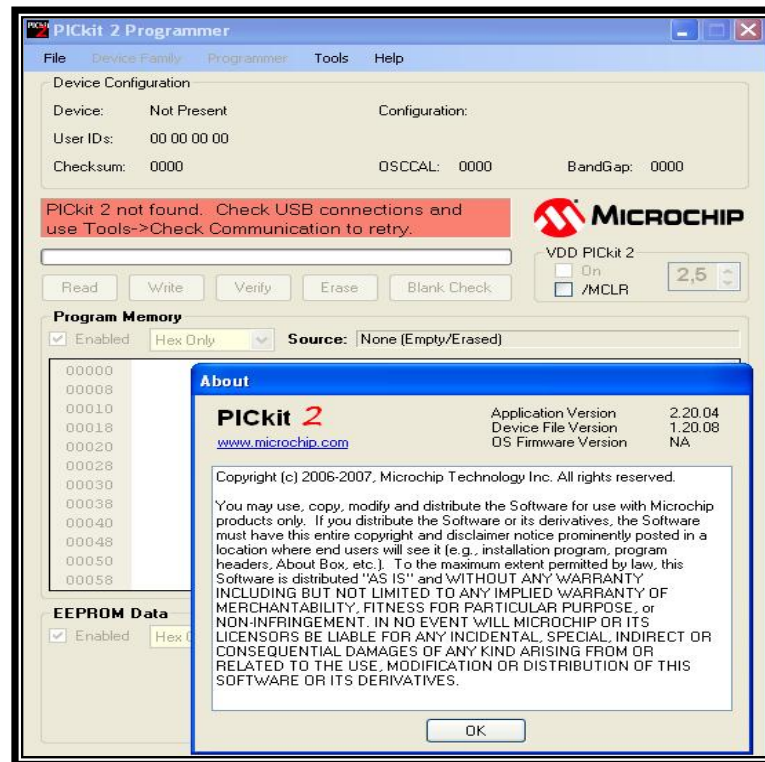 PICkit 2 Programmer
File Device Family Programmer Tools Help
Device Configuration
Device: Not Present Configuration:
User IDs: 00 00 00 00
Checksum: 0000 OSCCAL: 0000 BandGap: 0000
PICkit 2 not found. Check USB connections and
use Tools->Check Communication to retry.
MICROCHIP
VDD PICkit 2
On
/MCLR
2,5
Read Write Verify Erase Blank Check
Program Memory
Enabled Hex Only Source: None (Empty/Erased)
00000
00008
00010
00018
00020
00028
00030
00038
00040
00048
00050
00058
EEPROM Data
Enabled Hex
About
PICkit 2
www.microchip.com
Application Version 2.20.04
Device File Version 1.20.08
OS Firmware Version NA
Copyright (c) 2006-2007, Microchip Technology Inc. All rights reserved.
You may use, copy, modify and distribute the Software for use with Microchip
products only. If you distribute the Software or its derivatives, the Software
must have this entire copyright and disclaimer notice prominently posted in a
location where end users will see it (e.g., installation program, program
headers, About Box, etc.). To the maximum extent permitted by law, this
Software is distributed "AS IS" and WITHOUT ANY WARRANTY
INCLUDING BUT NOT LIMITED TO ANY IMPLIED WARRANTY OF
MERCHANTABILITY, FITNESS FOR PARTICULAR PURPOSE, or
NON-INFRINGEMENT. IN NO EVENT WILL MICROCHIP OR ITS
LICENSORS BE LIABLE FOR ANY INCIDENTAL, SPECIAL, INDIRECT OR
CONSEQUENTIAL DAMAGES OF ANY KIND ARISING FROM OR
RELATED TO THE USE, MODIFICATION OR DISTRIBUTION OF THIS
SOFTWARE OR ITS DERIVATIVES.
OK